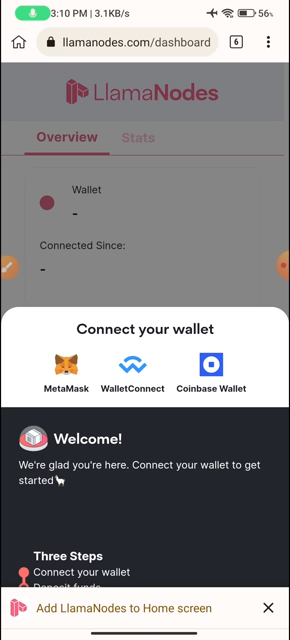 3:10 PM | 3.1KB/s
56%
llamanodes.com/dashboard
6
LlamaNodes
Overview
Stats
Wallet
-
Connected Since:
-
Connect your wallet
MetaMask
WalletConnect
Coinbase Wallet
Welcome!
We're glad you're here. Connect your wallet to get
started🦙
Three Steps
Connect your wallet
Deposit funds
Add LlamaNodes to Home screen